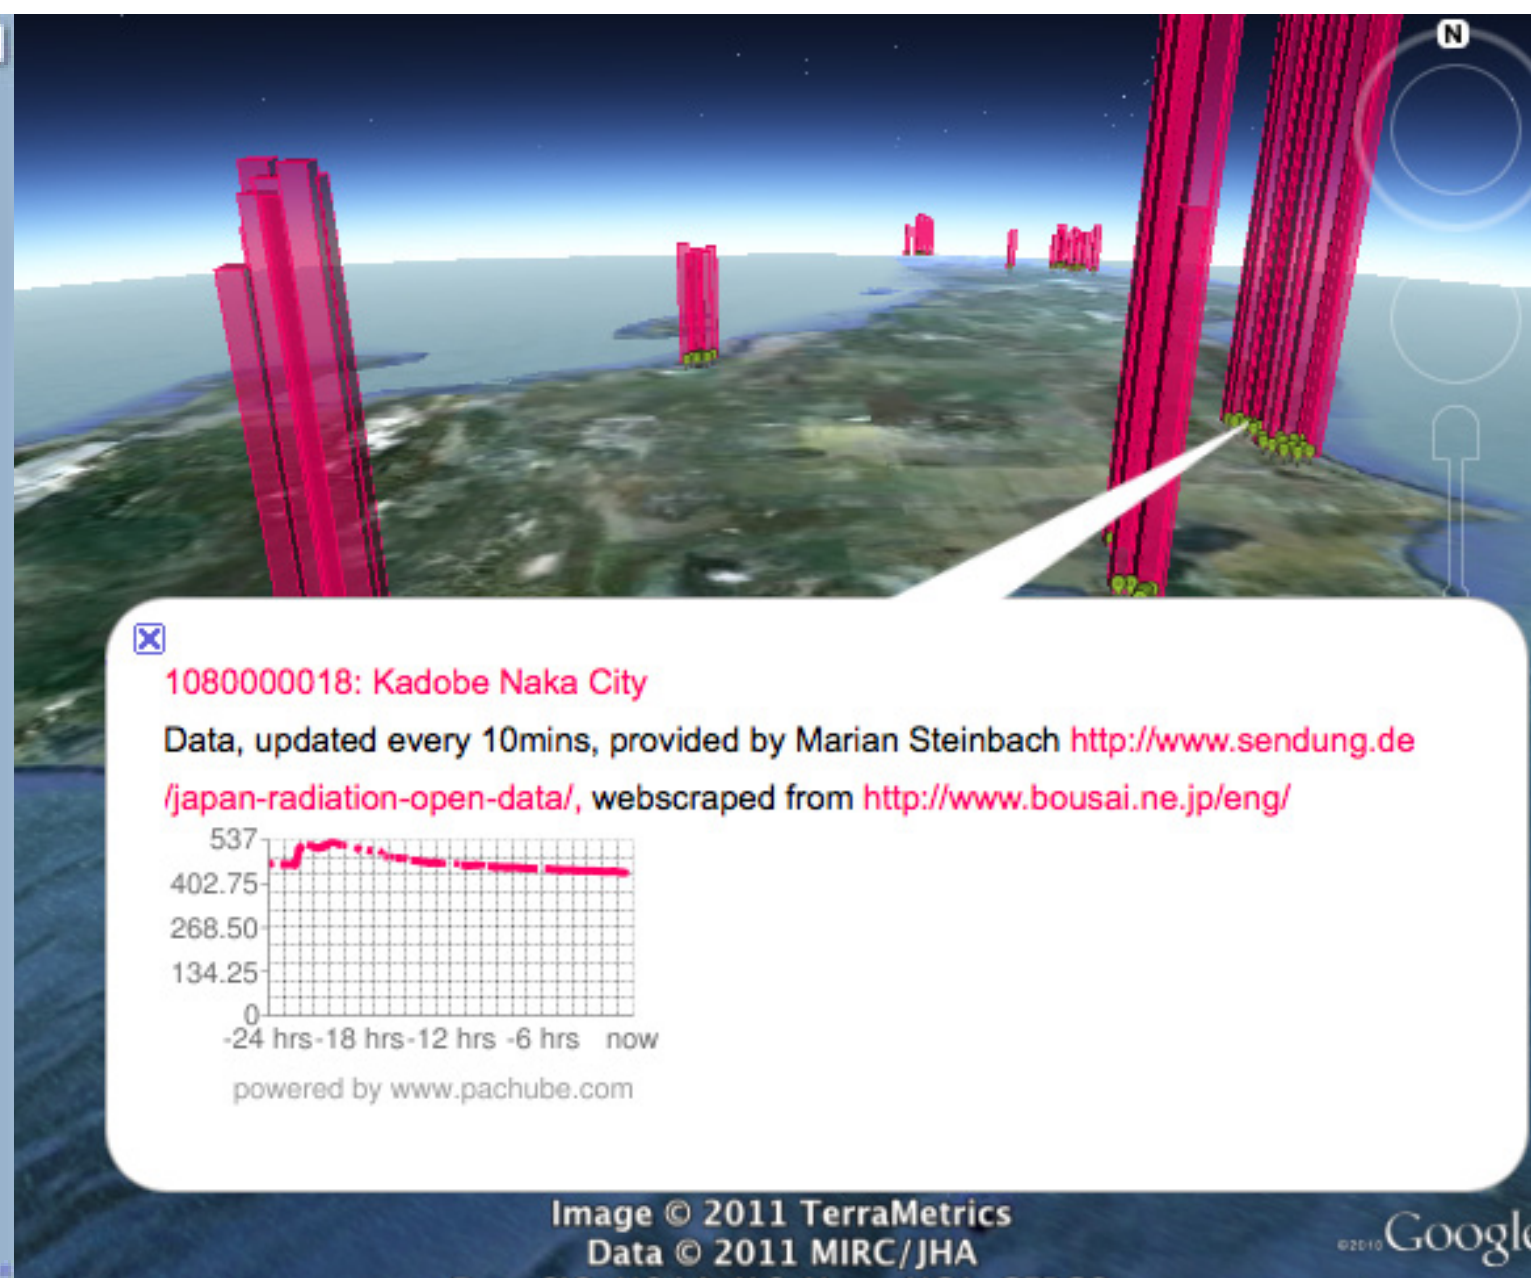 N
1080000018: Kadobe Naka City
Data, updated every 10mins, provided by Marian Steinbach http://www.sendung.de
/japan-radiation-open-data/, webscraped from http://www.bousai.ne.jp/eng/
537
402.75
268.50
134.25
0
-24 hrs -18 hrs -12 hrs -6 hrs now
powered by www.pachube.com
Image © 2011 TerraMetrics
Data © 2011 MIRC/JHA
©2010 Google